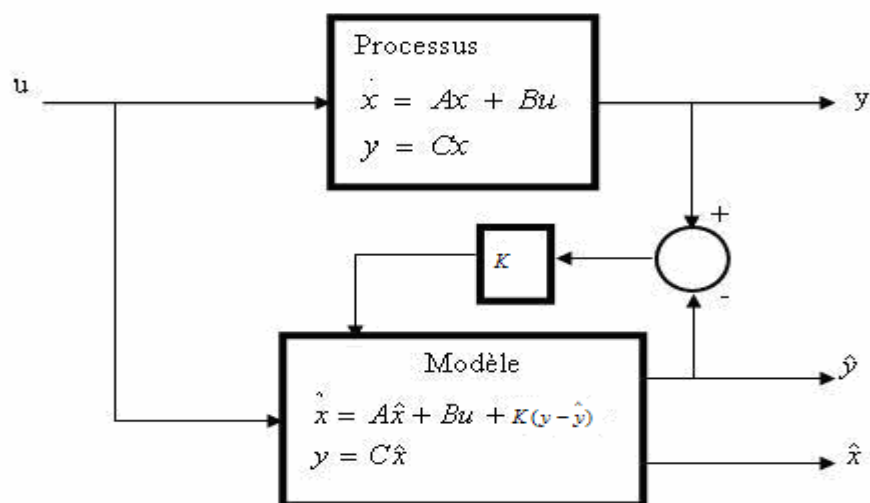 Processus
u
ẋ = Ax + Bu
y
y = Cx
+
K
-
Modèle
ŷ
x̂̇ = Ax̂ + Bu + K(y − ŷ)
y = Cx̂
x̂